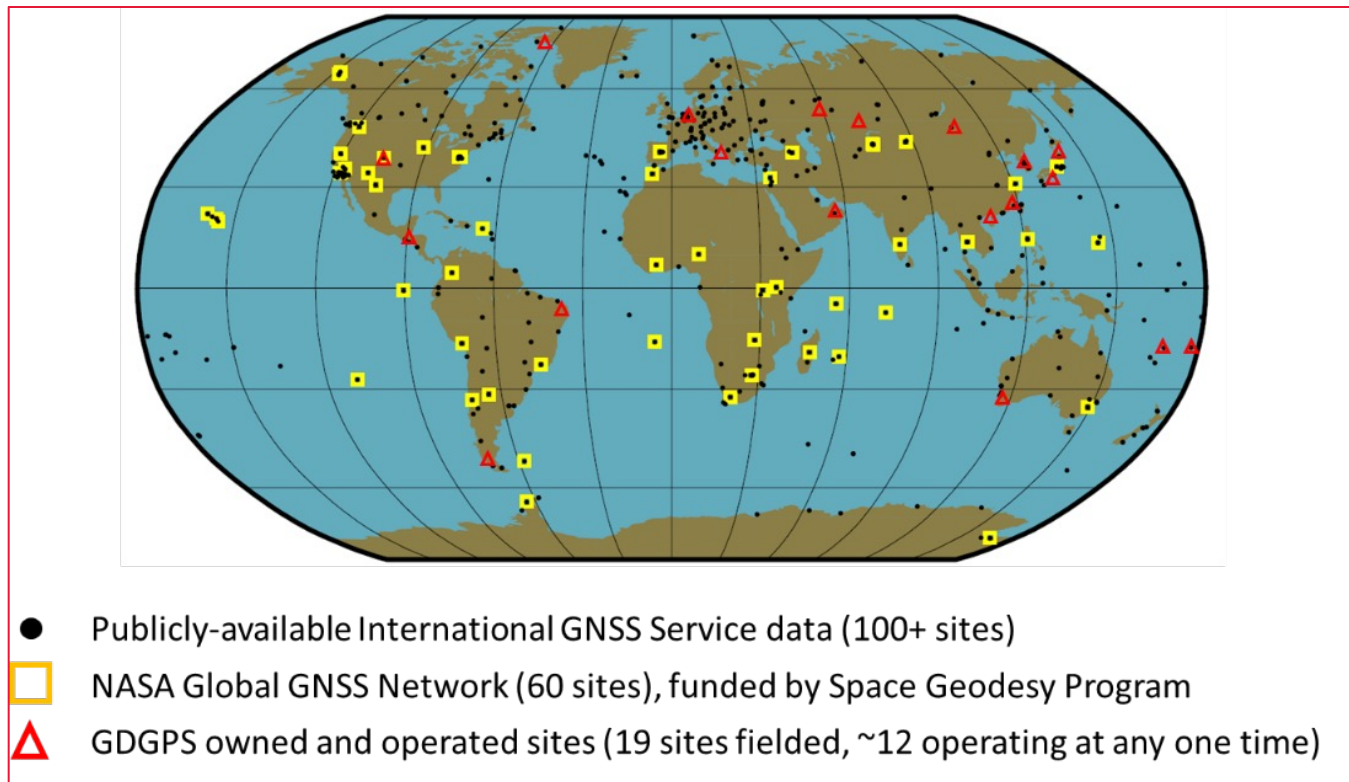 Publicly-available International GNSS Service data (100+ sites)
NASA Global GNSS Network (60 sites), funded by Space Geodesy Program
GDGPS owned and operated sites (19 sites fielded, ~12 operating at any one time)